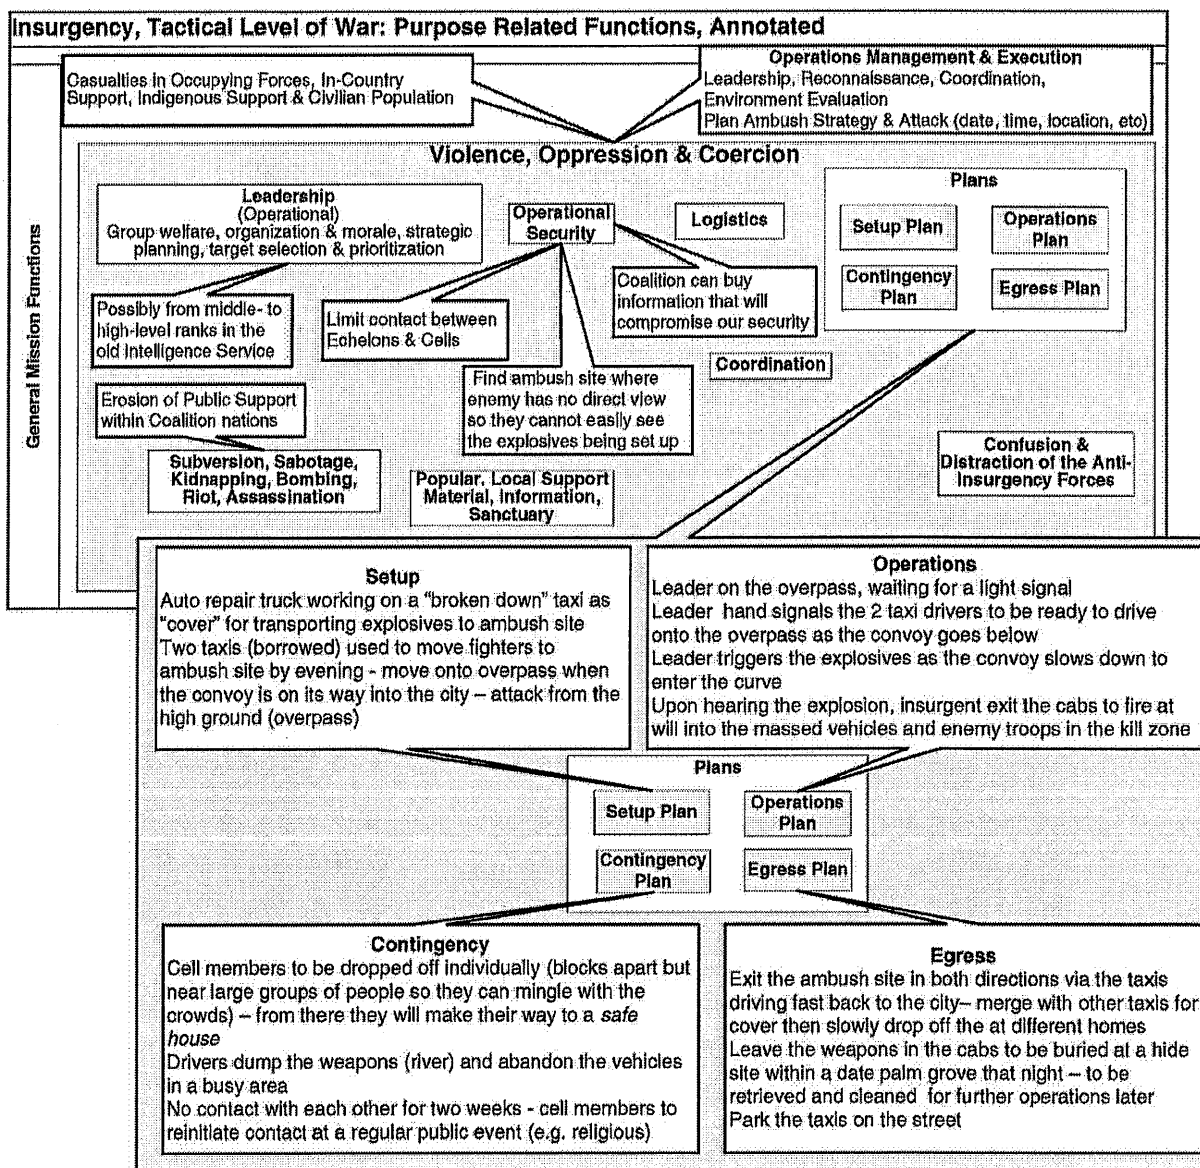 Insurgency, Tactical Level of War: Purpose Related Functions, Annotated
Casualties in Occupying Forces, In-Country
Support, Indigenous Support & Civilian Population
Operations Management & Execution
Leadership, Reconnaissance, Coordination,
Environment Evaluation
Plan Ambush Strategy & Attack (date, time, location, etc)
General Mission Functions
Violence, Oppression & Coercion
Leadership
(Operational)
Group welfare, organization & morale, strategic
planning, target selection & prioritization
Operational
Security
Logistics
Plans
Setup Plan
Operations
Plan
Contingency
Plan
Egress Plan
Possibly from middle- to
high-level ranks in the
old Intelligence Service
Limit contact between
Echelons & Cells
Coalition can buy
information that will
compromise our security
Coordination
Find ambush site where
enemy has no direct view
so they cannot easily see
the explosives being set up
Erosion of Public Support
within Coalition nations
Subversion, Sabotage,
Kidnapping, Bombing,
Riot, Assassination
Popular, Local Support
Material, Information,
Sanctuary
Confusion &
Distraction of the Anti-
Insurgency Forces
Setup
Auto repair truck working on a "broken down" taxi as
"cover" for transporting explosives to ambush site
Two taxis (borrowed) used to move fighters to
ambush site by evening - move onto overpass when
the convoy is on its way into the city – attack from the
high ground (overpass)
Operations
Leader on the overpass, waiting for a light signal
Leader hand signals the 2 taxi drivers to be ready to drive
onto the overpass as the convoy goes below
Leader triggers the explosives as the convoy slows down to
enter the curve
Upon hearing the explosion, insurgent exit the cabs to fire at
will into the massed vehicles and enemy troops in the kill zone
Plans
Setup Plan
Operations
Plan
Contingency
Plan
Egress Plan
Contingency
Cell members to be dropped off individually (blocks apart but
near large groups of people so they can mingle with the
crowds) – from there they will make their way to a safe
house
Drivers dump the weapons (river) and abandon the vehicles
in a busy area
No contact with each other for two weeks - cell members to
reinitiate contact at a regular public event (e.g. religious)
Egress
Exit the ambush site in both directions via the taxis
driving fast back to the city– merge with other taxis for
cover then slowly drop off the at different homes
Leave the weapons in the cabs to be buried at a hide
site within a date palm grove that night – to be
retrieved and cleaned for further operations later
Park the taxis on the street